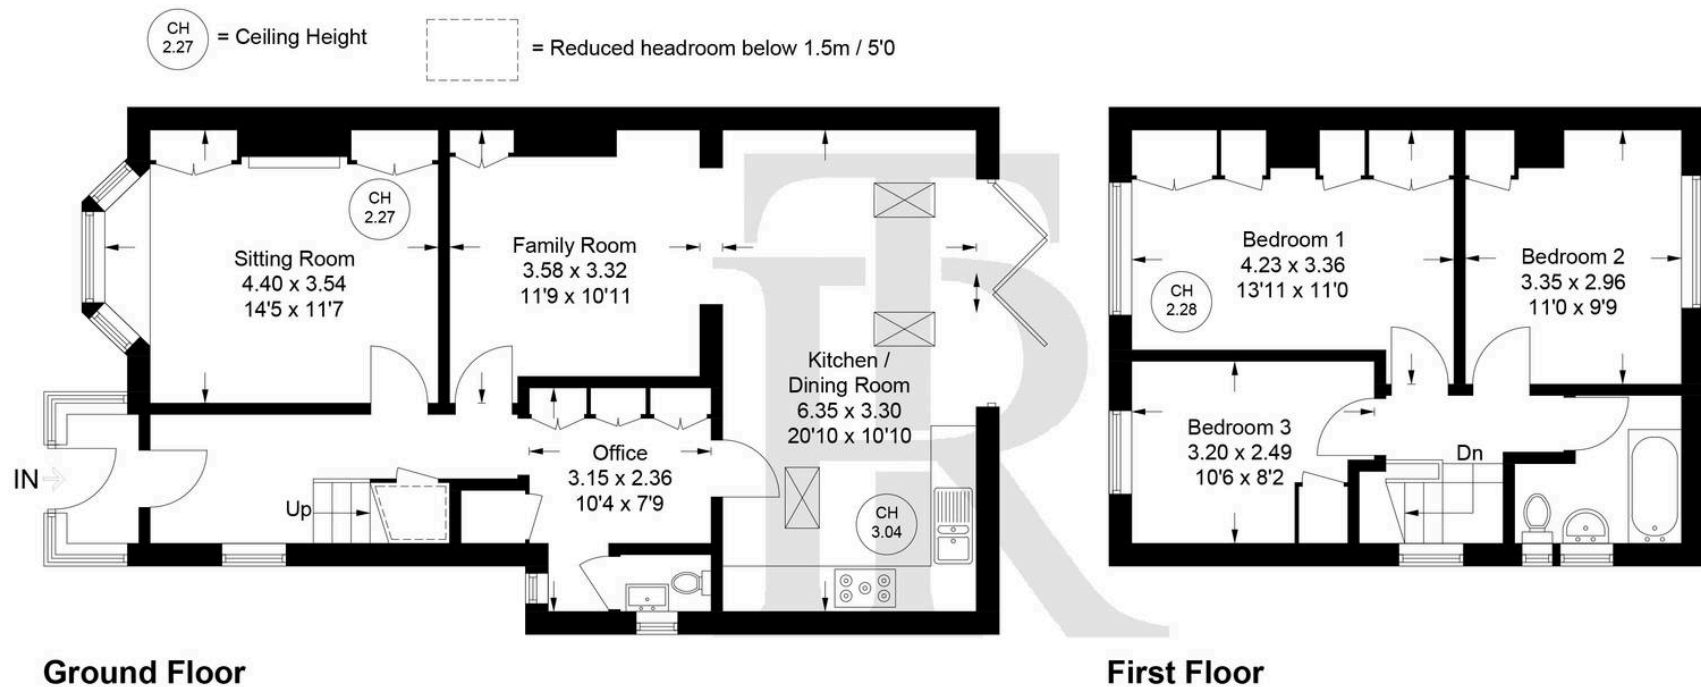 CH
2.27
= Ceiling Height
= Reduced headroom below 1.5m / 5'0
CH
2.27
Sitting Room
4.40 x 3.54
14'5 x 11'7
Family Room
3.58 x 3.32
11'9 x 10'11
Kitchen /
Dining Room
6.35 x 3.30
20'10 x 10'10
Office
3.15 x 2.36
10'4 x 7'9
IN
Up
CH
3.04
Ground Floor
Bedroom 1
4.23 x 3.36
13'11 x 11'0
CH
2.28
Bedroom 2
3.35 x 2.96
11'0 x 9'9
Bedroom 3
3.20 x 2.49
10'6 x 8'2
Dn
First Floor
TR